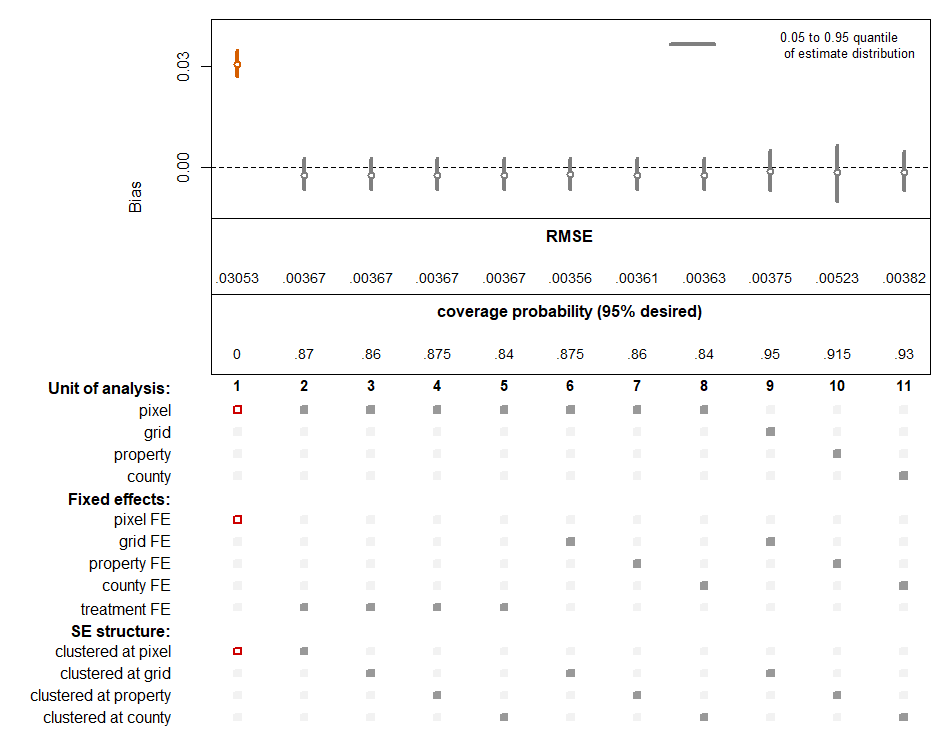 0.05 to 0.95 quantile
of estimate distribution
0.03
0.00
Bias
RMSE
.03053 .00367 .00367 .00367 .00367 .00356 .00361 .00363 .00375 .00523 .00382
coverage probability (95% desired)
0 .87 .86 .875 .84 .875 .86 .84 .95 .915 .93
Unit of analysis: 1 2 3 4 5 6 7 8 9 10 11
pixel
grid
property
county
Fixed effects:
pixel FE
grid FE
property FE
county FE
treatment FE
SE structure:
clustered at pixel
clustered at grid
clustered at property
clustered at county